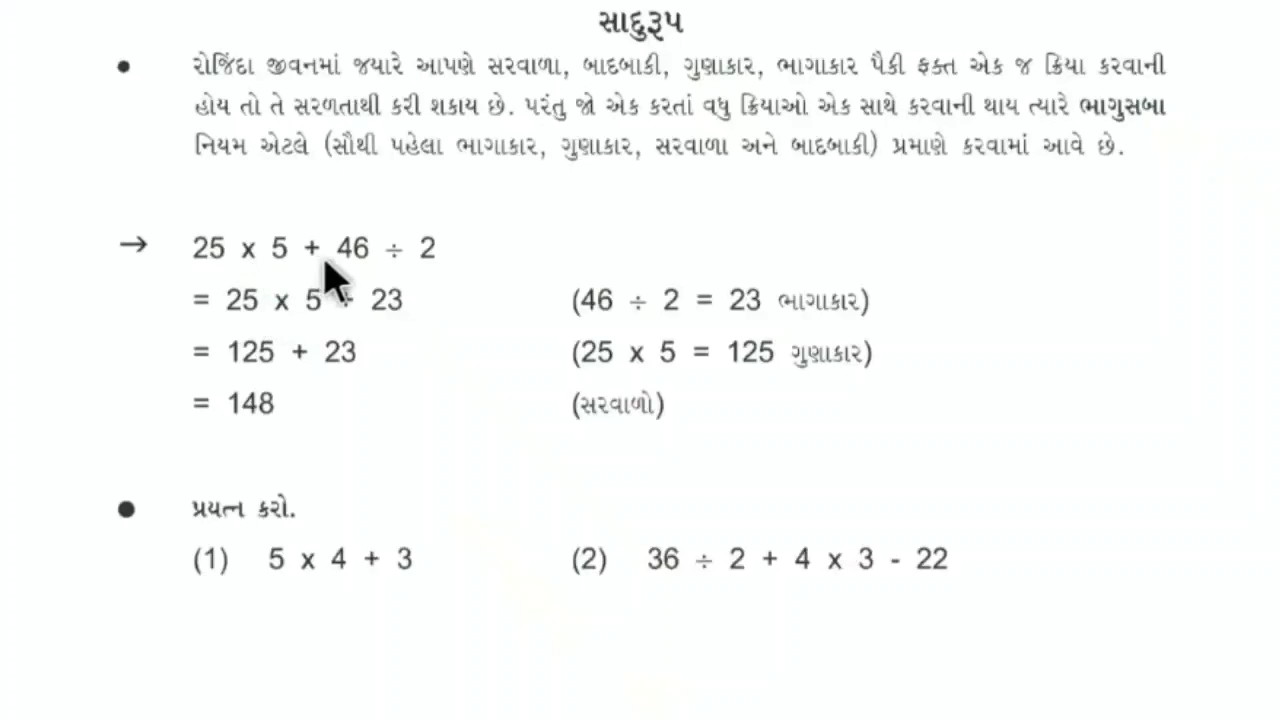 સાદુરૂપ
● રોજિંદા જીવનમાં જયારે આપણે સરવાળા, બાદબાકી, ગુણાકાર, ભાગાકાર પૈકી ફક્ત એક જ ક્રિયા કરવાની
હોય તો તે સરળતાથી કરી શકાય છે. પરંતુ જો એક કરતાં વધુ ક્રિયાઓ એક સાથે કરવાની થાય ત્યારે ભાગુસબા
નિયમ એટલે (સૌથી પહેલા ભાગાકાર, ગુણાકાર, સરવાળા અને બાદબાકી) પ્રમાણે કરવામાં આવે છે.
→ 25 x 5 + 46 ÷ 2
= 25 x 5 + 23 (46 ÷ 2 = 23 ભાગાકાર)
= 125 + 23 (25 x 5 = 125 ગુણાકાર)
= 148 (સરવાળો)
● પ્રયત્ન કરો.
(1) 5 x 4 + 3 (2) 36 ÷ 2 + 4 x 3 - 22